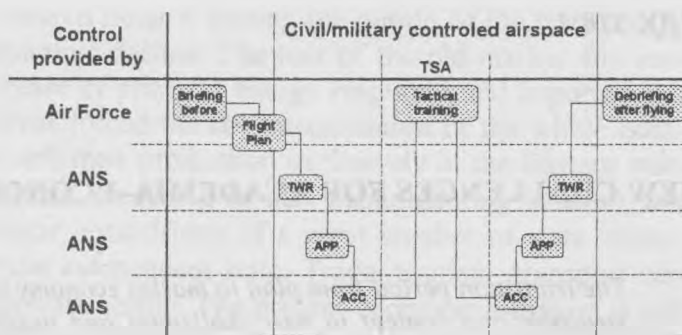 Control provided by
Civil/military controled airspace
TSA
Air Force
Briefing before
Tactical training
Debriefing after flying
Flight Plan
ANS
TWR
TWR
ANS
APP
APP
ANS
ACC
ACC